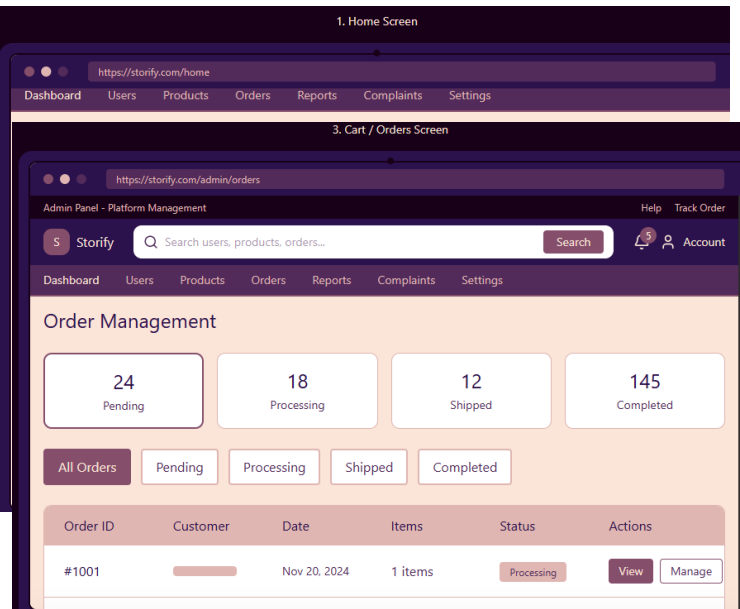 1. Home Screen
https://storify.com/home
Dashboard Users Products Orders Reports Complaints Settings
3. Cart / Orders Screen
https://storify.com/admin/orders
Admin Panel - Platform Management Help Track Order
S Storify Search users, products, orders... Search 5 Account
Dashboard Users Products Orders Reports Complaints Settings
Order Management
24 18 12 145
Pending Processing Shipped Completed
All Orders Pending Processing Shipped Completed
Order ID Customer Date Items Status Actions
#1001 Nov 20, 2024 1 items Processing View Manage